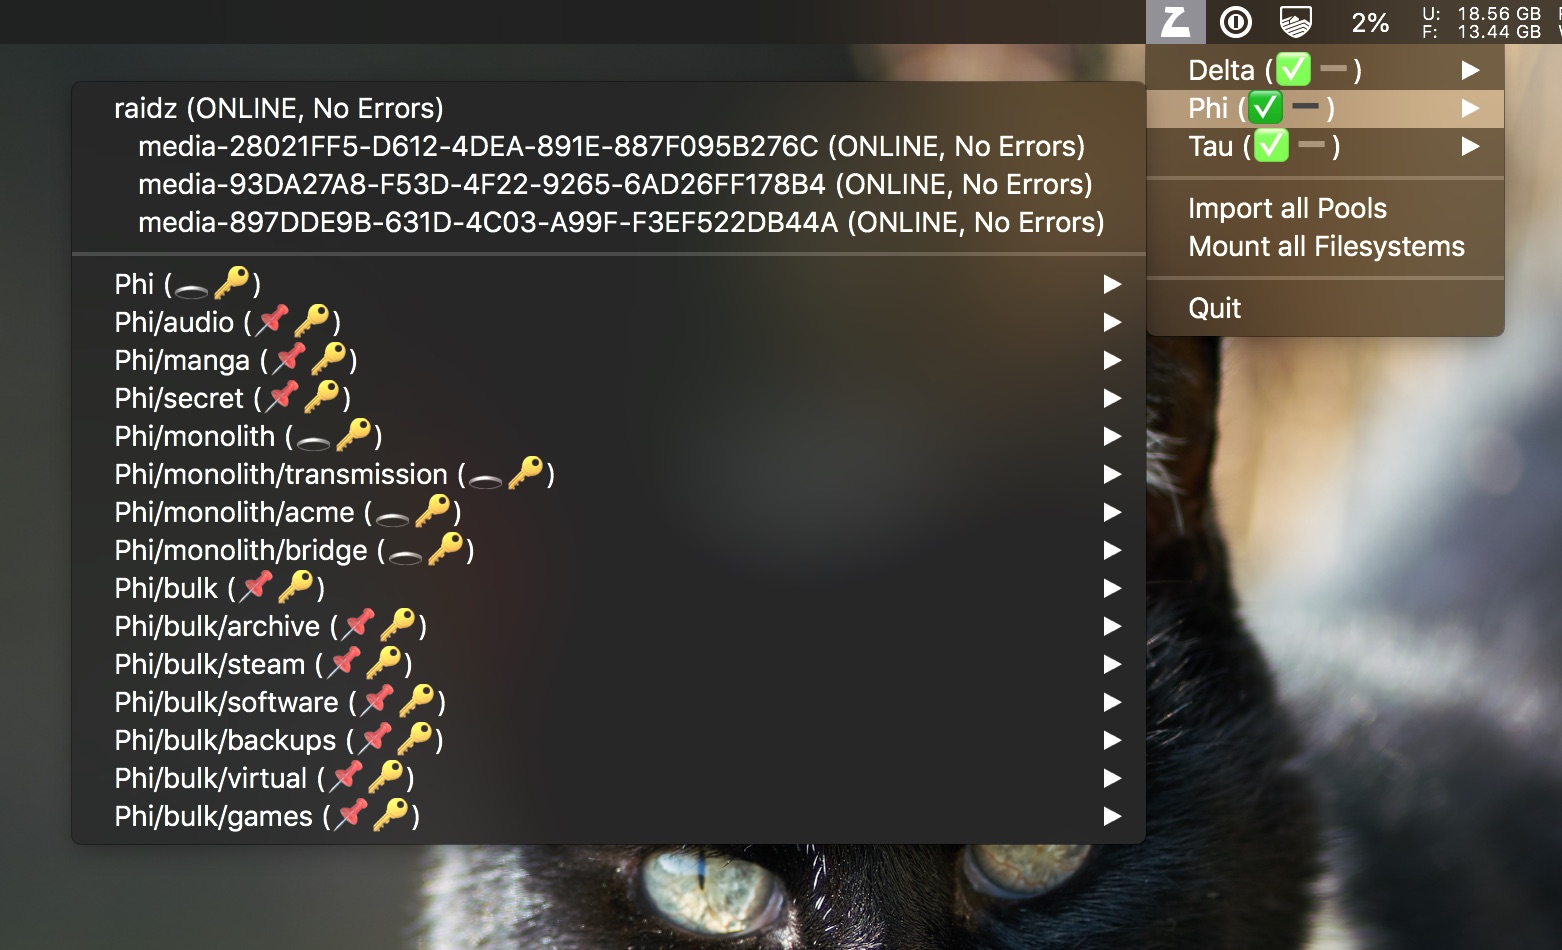 2%
U: 18.56 GB
F: 13.44 GB
Delta (✅ ➖ )
Phi (✅ ➖ )
Tau (✅ ➖ )
Import all Pools
Mount all Filesystems
Quit
raidz (ONLINE, No Errors)
media-28021FF5-D612-4DEA-891E-887F095B276C (ONLINE, No Errors)
media-93DA27A8-F53D-4F22-9265-6AD26FF178B4 (ONLINE, No Errors)
media-897DDE9B-631D-4C03-A99F-F3EF522DB44A (ONLINE, No Errors)
Phi (🕳🔑)
Phi/audio (📌🔑)
Phi/manga (📌🔑)
Phi/secret (📌🔑)
Phi/monolith (🕳🔑)
Phi/monolith/transmission (🕳🔑)
Phi/monolith/acme (🕳🔑)
Phi/monolith/bridge (🕳🔑)
Phi/bulk (📌🔑)
Phi/bulk/archive (📌🔑)
Phi/bulk/steam (📌🔑)
Phi/bulk/software (📌🔑)
Phi/bulk/backups (📌🔑)
Phi/bulk/virtual (📌🔑)
Phi/bulk/games (📌🔑)